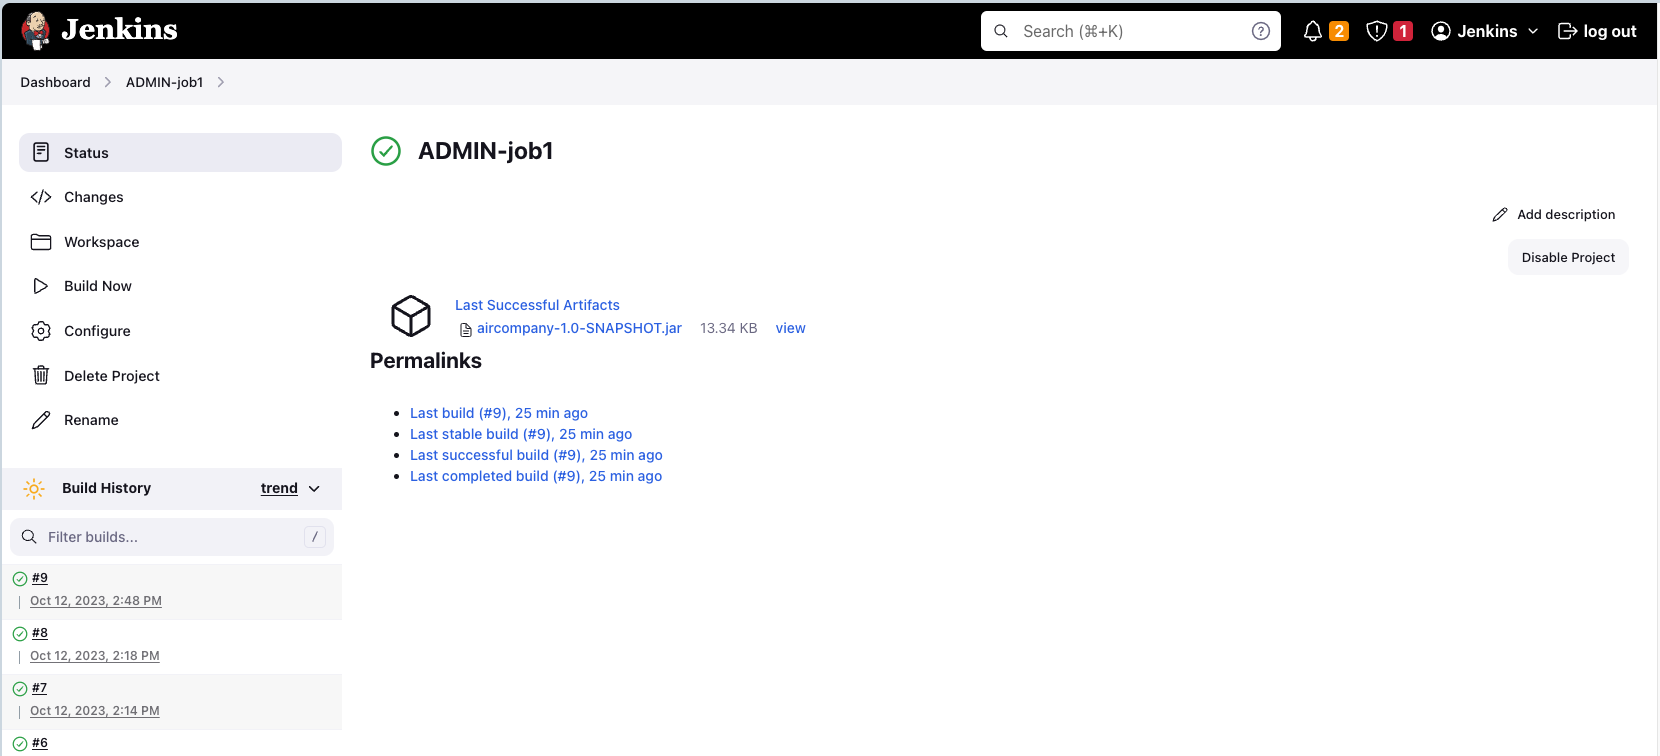 Jenkins
Search (⌘+K)
2
1
Jenkins
log out
Dashboard
ADMIN-job1
Status
Changes
Workspace
Build Now
Configure
Delete Project
Rename
Build History
trend
Filter builds...
/
#9
Oct 12, 2023, 2:48 PM
#8
Oct 12, 2023, 2:18 PM
#7
Oct 12, 2023, 2:14 PM
#6
ADMIN-job1
Add description
Disable Project
Last Successful Artifacts
aircompany-1.0-SNAPSHOT.jar 13.34 KB view
Permalinks
Last build (#9), 25 min ago
Last stable build (#9), 25 min ago
Last successful build (#9), 25 min ago
Last completed build (#9), 25 min ago